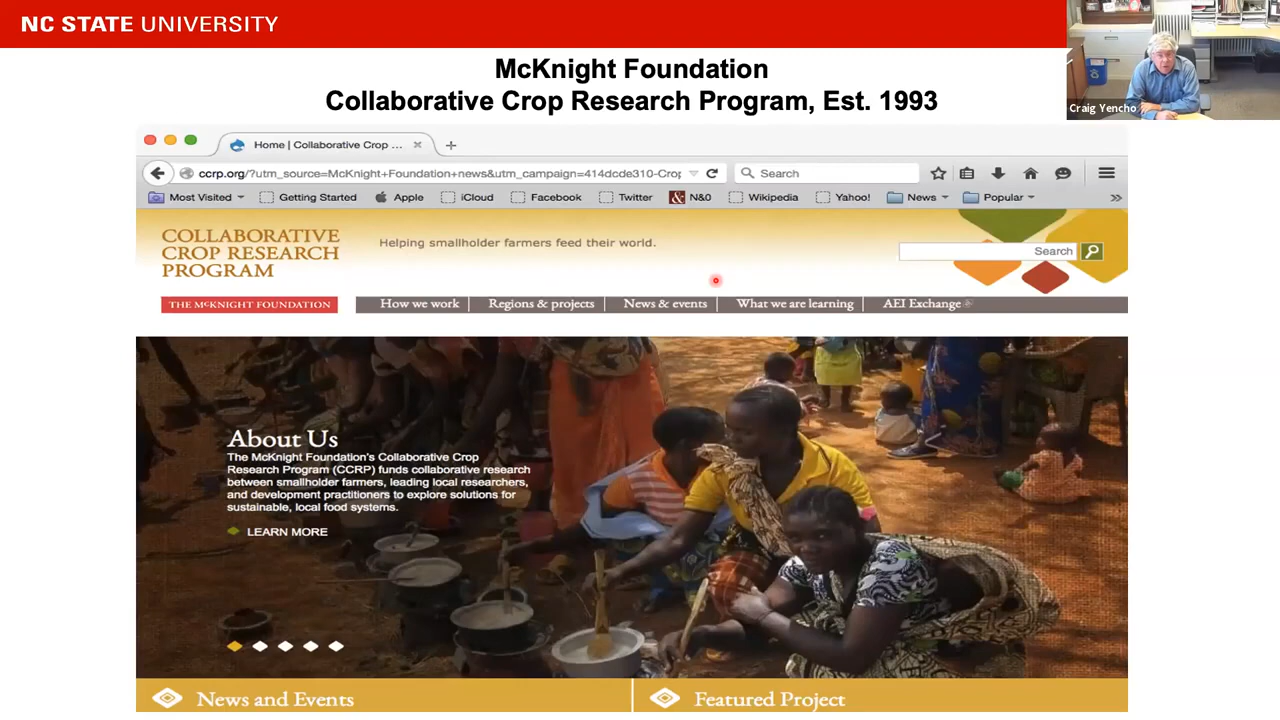 NC STATE UNIVERSITY
McKnight Foundation
Collaborative Crop Research Program, Est. 1993
Craig Yencho
Home | Collaborative Crop ...
ccrp.org/?utm_source=McKnight+Foundation+news&utm_campaign=414dcde310-Crop
Search
Most Visited
Getting Started
Apple
iCloud
Facebook
Twitter
N&O
Wikipedia
Yahoo!
News
Popular
COLLABORATIVE
CROP RESEARCH
PROGRAM
THE McKNIGHT FOUNDATION
Helping smallholder farmers feed their world.
Search
How we work
Regions & projects
News & events
What we are learning
AEI Exchange
About Us
The McKnight Foundation's Collaborative Crop
Research Program (CCRP) funds collaborative research
between smallholder farmers, leading local researchers,
and development practitioners to explore solutions for
sustainable, local food systems.
LEARN MORE
News and Events
Featured Project